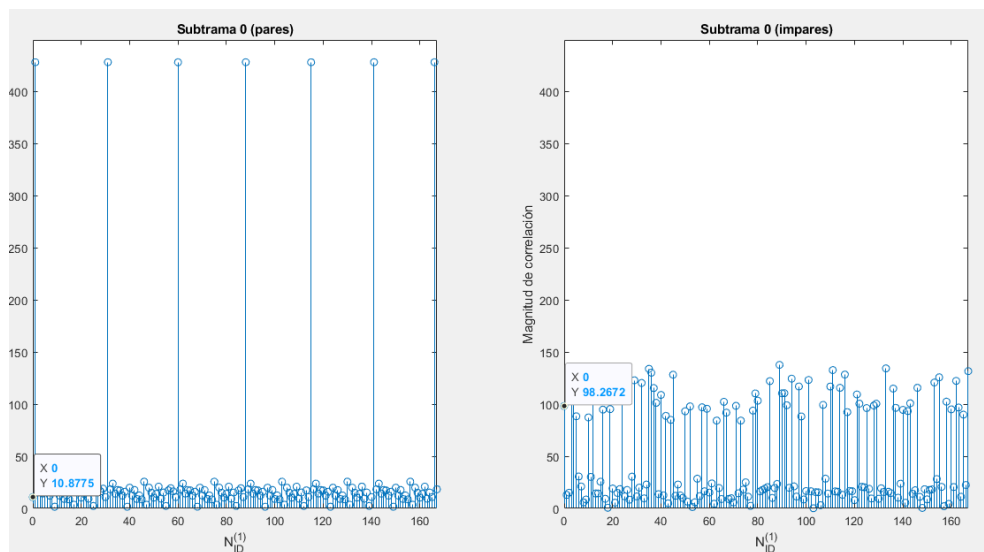 Subtrama 0 (pares)
400
350
300
250
200
150
100
50
0
X 0
Y 10.8775
0 20 40 60 80 100 120 140 160
N_ID^(1)
Subtrama 0 (impares)
Magnitud de correlación
400
350
300
250
200
150
100
50
0
X 0
Y 98.2672
0 20 40 60 80 100 120 140 160
N_ID^(1)